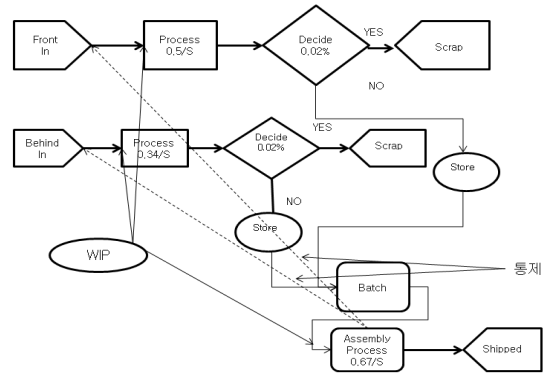 Front
In
Process
0,5/S
Decide
0,02%
YES
Scrap
NO
Behind
In
Process
0,34/S
Decide
0.02%
YES
Scrap
Store
NO
Store
WIP
통제
Batch
Assembly
Process
0,67/S
Shipped